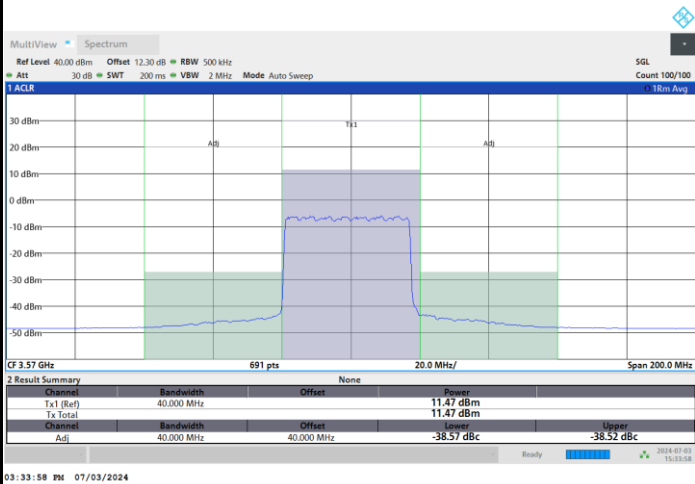 MultiView Spectrum
Ref Level 40.00 dBm Offset 12.30 dB RBW 500 kHz SGL
Att 30 dB SWT 200 ms VBW 2 MHz Mode Auto Sweep Count 100/100
1 ACLR 1Rm Avg
30 dBm
Tx1
20 dBm Adj Adj
10 dBm
0 dBm
-10 dBm
-20 dBm
-30 dBm
-40 dBm
-50 dBm
CF 3.57 GHz 691 pts 20.0 MHz/ Span 200.0 MHz
2 Result Summary None
Channel Bandwidth Offset Power
Tx1 (Ref) 40.000 MHz 11.47 dBm
Tx Total 11.47 dBm
Channel Bandwidth Offset Lower Upper
Adj 40.000 MHz 40.000 MHz -38.57 dBc -38.52 dBc
Ready 2024-07-03
15:33:58
03:33:58 PM 07/03/2024